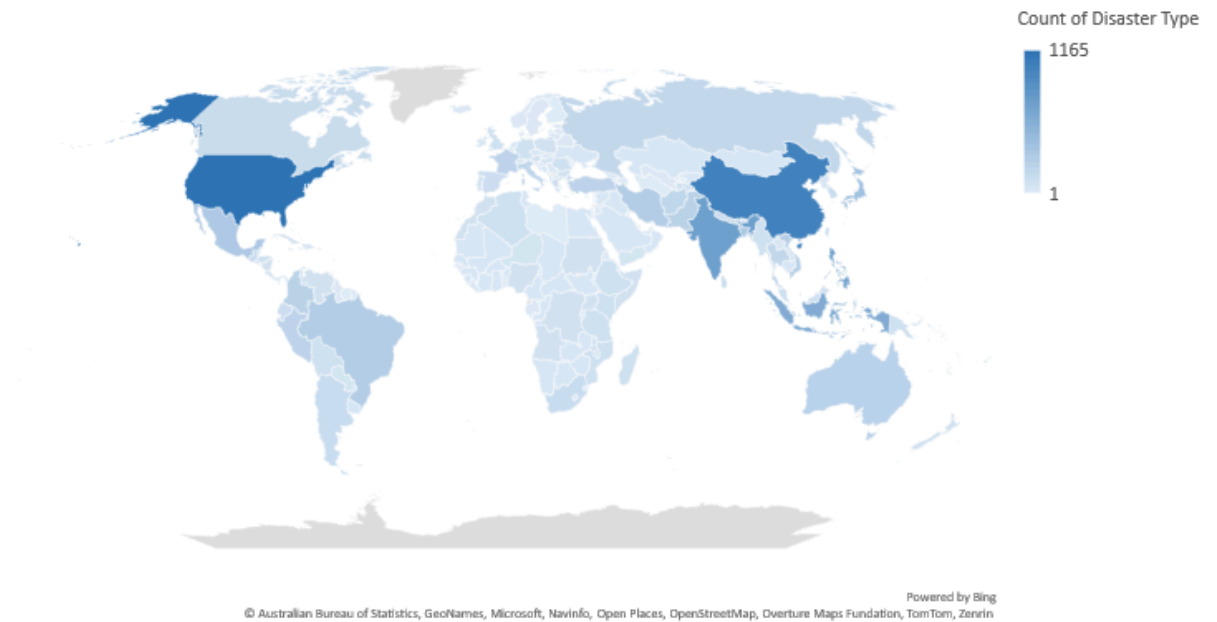 Count of Disaster Type
1165
1
Powered by Bing
© Australian Bureau of Statistics, GeoNames, Microsoft, Navinfo, Open Places, OpenStreetMap, Overture Maps Fundation, TomTom, Zenrin